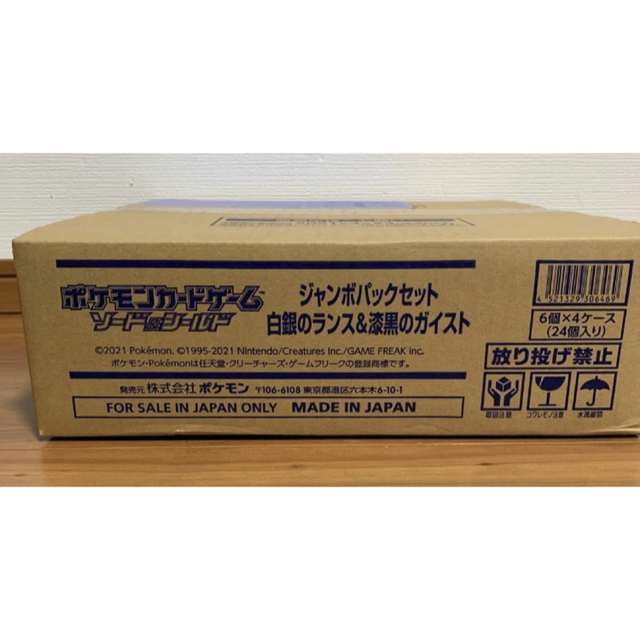 ポケモンカードゲーム
ソード&シールド
ジャンボパックセット
白銀のランス&漆黒のガイスト
©2021 Pokémon. ©1995-2021 Nintendo/Creatures Inc./GAME FREAK inc.
ポケモン・Pokémonは任天堂・クリーチャーズ・ゲームフリークの登録商標です。
発売元 株式会社ポケモン 〒106-6108 東京都港区六本木6-10-1
FOR SALE IN JAPAN ONLY MADE IN JAPAN
4 521329 306469
6個×4ケース
(24個入り)
放り投げ禁止
取扱注意 コワレモノ注意 水濡厳禁